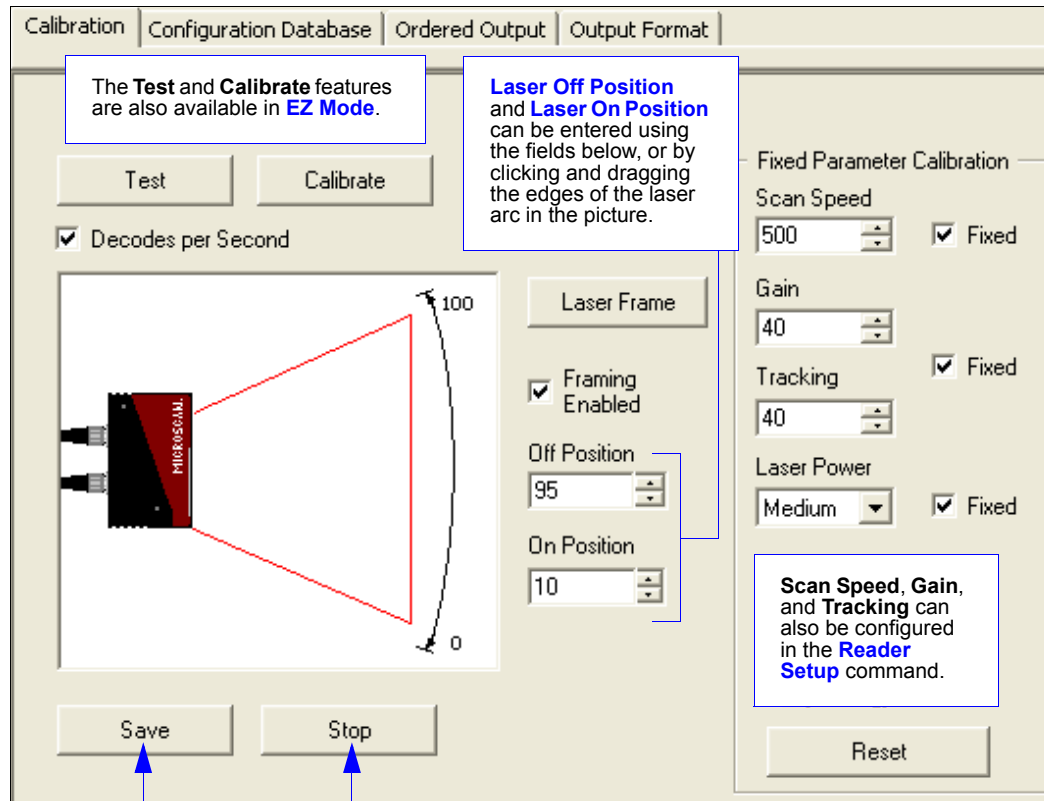 Calibration
Configuration Database
Ordered Output
Output Format
The Test and Calibrate features
are also available in EZ Mode.
Laser Off Position
and Laser On Position
can be entered using
the fields below, or by
clicking and dragging
the edges of the laser
arc in the picture.
Test
Calibrate
Decodes per Second
100
MICROSCAN.
0
Laser Frame
Framing
Enabled
Off Position
95
On Position
10
Fixed Parameter Calibration
Scan Speed
500
Fixed
Gain
40
Fixed
Tracking
40
Laser Power
Medium
Fixed
Scan Speed, Gain,
and Tracking can
also be configured
in the Reader
Setup command.
Save
Stop
Reset